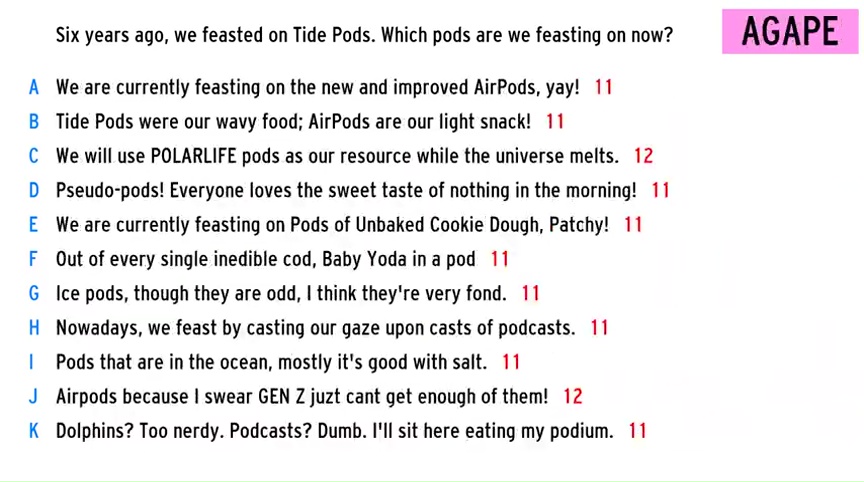 Six years ago, we feasted on Tide Pods. Which pods are we feasting on now?
AGAPE
A We are currently feasting on the new and improved AirPods, yay! 11
B Tide Pods were our wavy food; AirPods are our light snack! 11
C We will use POLARLIFE pods as our resource while the universe melts. 12
D Pseudo-pods! Everyone loves the sweet taste of nothing in the morning! 11
E We are currently feasting on Pods of Unbaked Cookie Dough, Patchy! 11
F Out of every single inedible cod, Baby Yoda in a pod 11
G Ice pods, though they are odd, I think they're very fond. 11
H Nowadays, we feast by casting our gaze upon casts of podcasts. 11
I Pods that are in the ocean, mostly it's good with salt. 11
J Airpods because I swear GEN Z juzt cant get enough of them! 12
K Dolphins? Too nerdy. Podcasts? Dumb. I'll sit here eating my podium. 11